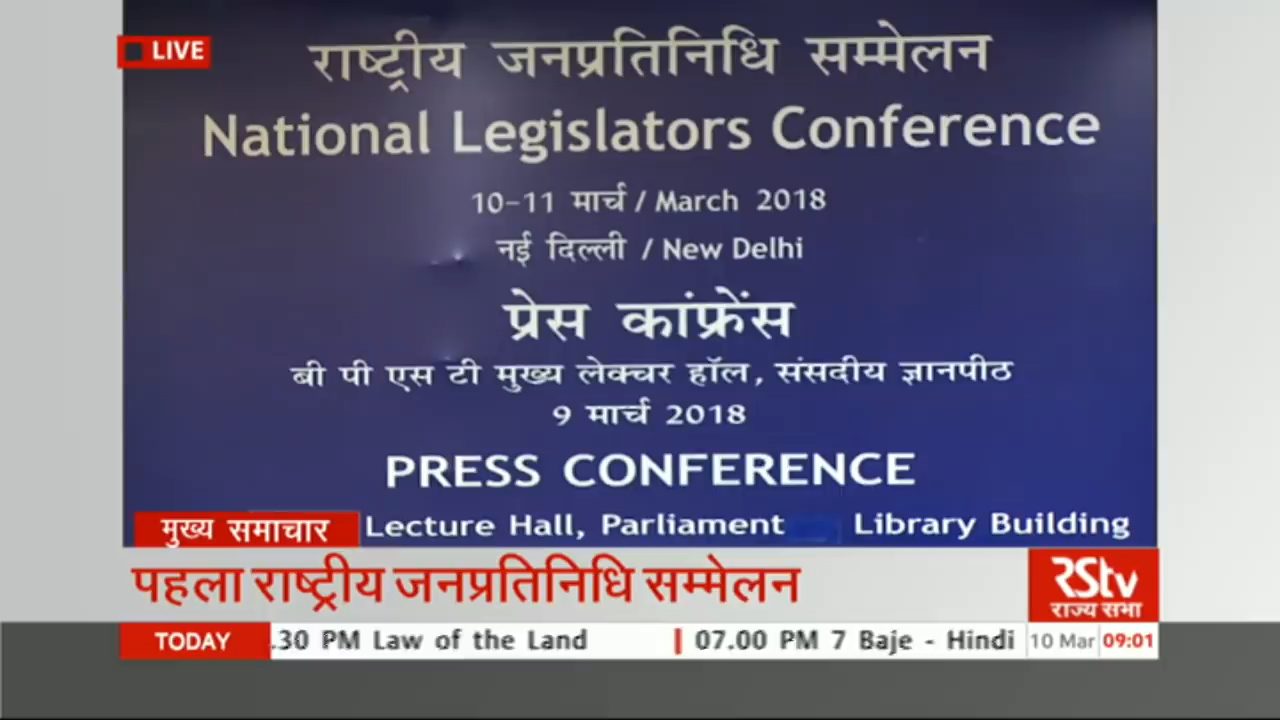 LIVE
राष्ट्रीय जनप्रतिनिधि सम्मेलन
National Legislators Conference
10-11 मार्च / March 2018
नई दिल्ली / New Delhi
प्रेस कांफ्रेंस
बी पी एस टी मुख्य लेक्चर हॉल, संसदीय ज्ञानपीठ
9 मार्च 2018
PRESS CONFERENCE
मुख्य समाचार
Lecture Hall, Parliament Library Building
पहला राष्ट्रीय जनप्रतिनिधि सम्मेलन
RStv
राज्य सभा
TODAY .30 PM Law of the Land | 07.00 PM 7 Baje - Hindi 10 Mar 09:01